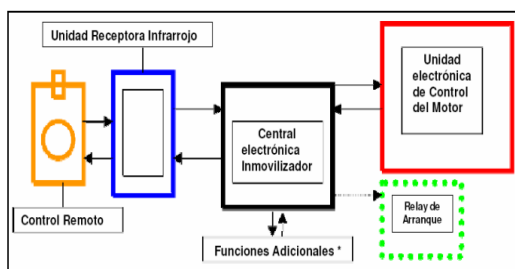 Unidad Receptora Infrarrojo
Unidad
electrónica
de Control
del Motor
Central
electrónica
Inmovilizador
Relay de
Arranque
Control Remoto
Funciones Adicionales *